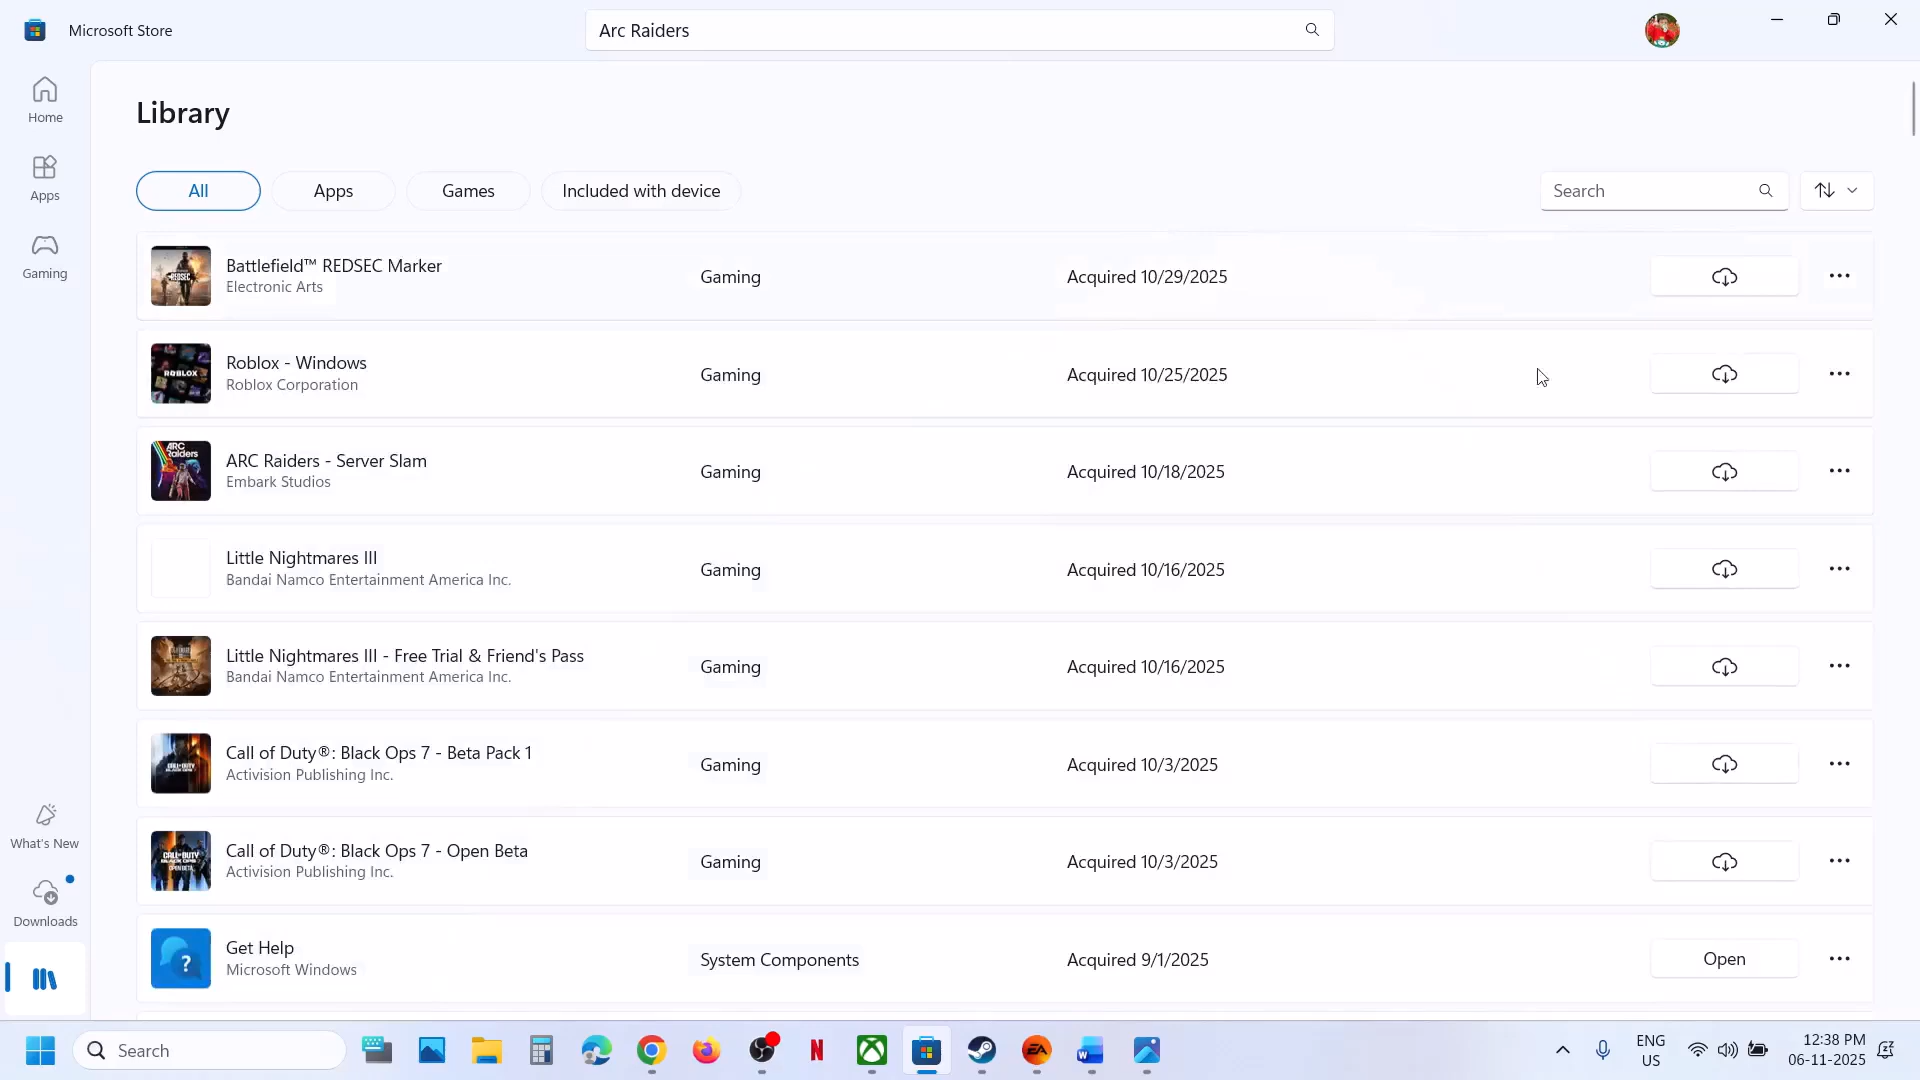 Microsoft Store
Arc Raiders
Home
Apps
Gaming
What's New
Downloads
Library
All
Apps
Games
Included with device
Search
Battlefield™ REDSEC Marker
Electronic Arts
Gaming
Acquired 10/29/2025
Roblox - Windows
Roblox Corporation
Gaming
Acquired 10/25/2025
ARC Raiders - Server Slam
Embark Studios
Gaming
Acquired 10/18/2025
Little Nightmares III
Bandai Namco Entertainment America Inc.
Gaming
Acquired 10/16/2025
Little Nightmares III - Free Trial & Friend's Pass
Bandai Namco Entertainment America Inc.
Gaming
Acquired 10/16/2025
Call of Duty®: Black Ops 7 - Beta Pack 1
Activision Publishing Inc.
Gaming
Acquired 10/3/2025
Call of Duty®: Black Ops 7 - Open Beta
Activision Publishing Inc.
Gaming
Acquired 10/3/2025
Get Help
Microsoft Windows
System Components
Acquired 9/1/2025
Open
Search
ENG
US
12:38 PM
06-11-2025